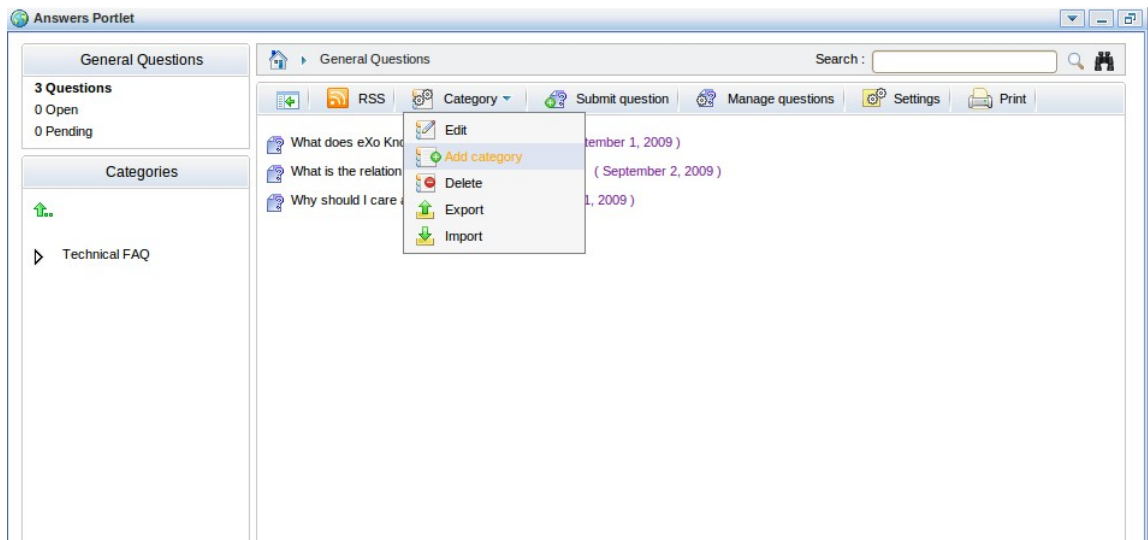 Answers Portlet
General Questions
3 Questions
0 Open
0 Pending
Categories
Technical FAQ
General Questions Search :
RSS Category Submit question Manage questions Settings Print
Edit
Add category
Delete
Export
Import
What does eXo tember 1, 2009 )
What is the relation ( September 2, 2009 )
Why should I care 1, 2009 )